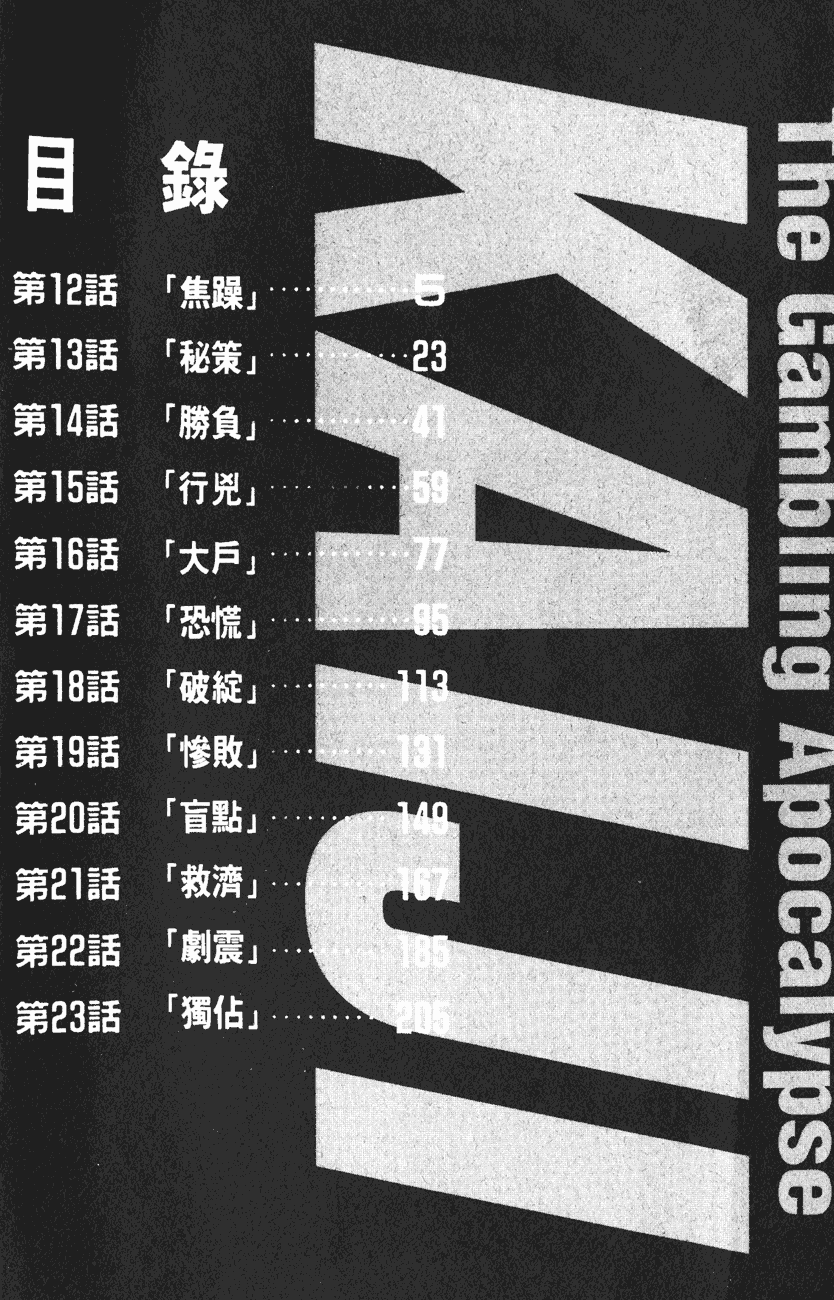 目 錄
第12話 「焦躁」 ············ 5
第13話 「秘策」 ············ 23
第14話 「勝負」 ············ 41
第15話 「行兇」 ············ 59
第16話 「大戶」 ············ 77
第17話 「恐慌」 ············ 95
第18話 「破綻」 ·········· 113
第19話 「慘敗」 ·········· 131
第20話 「盲點」 ·········· 149
第21話 「救濟」 ·········· 167
第22話 「劇震」 ·········· 185
第23話 「獨佔」 ·········· 205
KAIJI
The Gambling Apocalypse